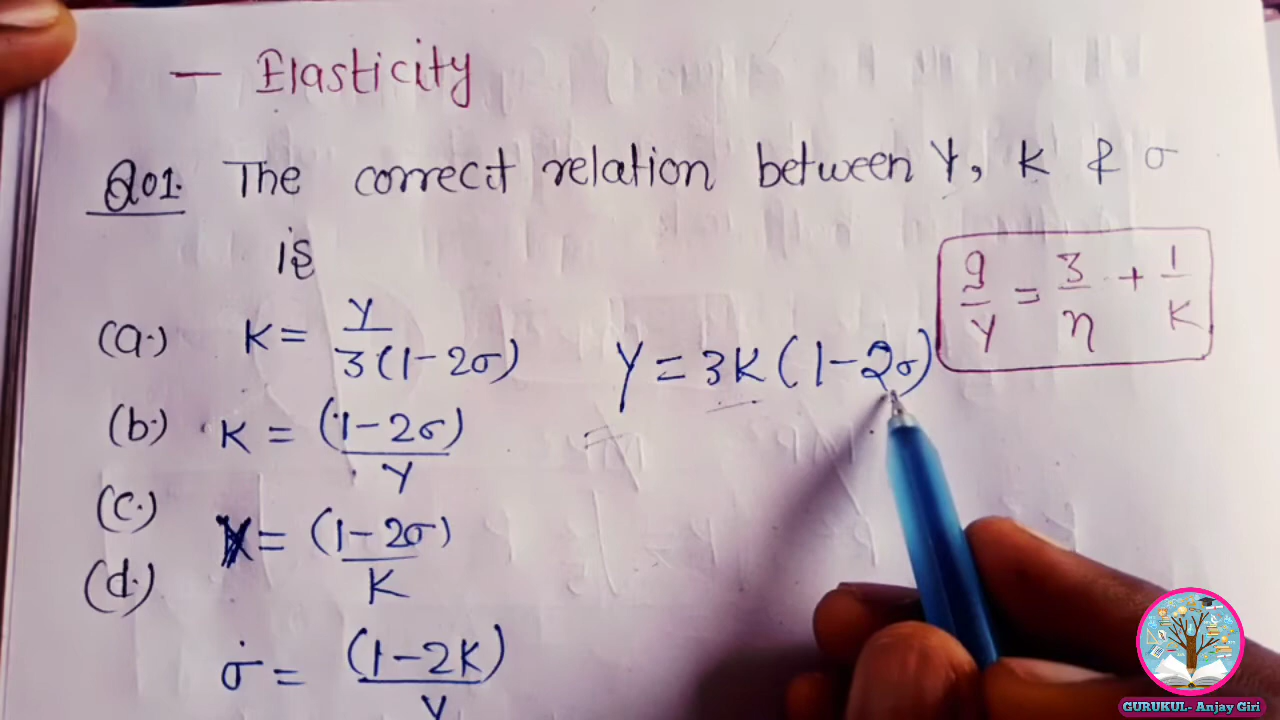 — Elasticity
Q01. The correct relation between Y, K & σ
is
(a.) K = Y / 3(1-2σ)
Y = 3K(1-2σ)
9/Y = 3/η + 1/K
(b.) K = (1-2σ) / Y
(c.) Y = (1-2σ) / K
(d.)
σ = (1-2K) / Y
GURUKUL- Anjay Giri